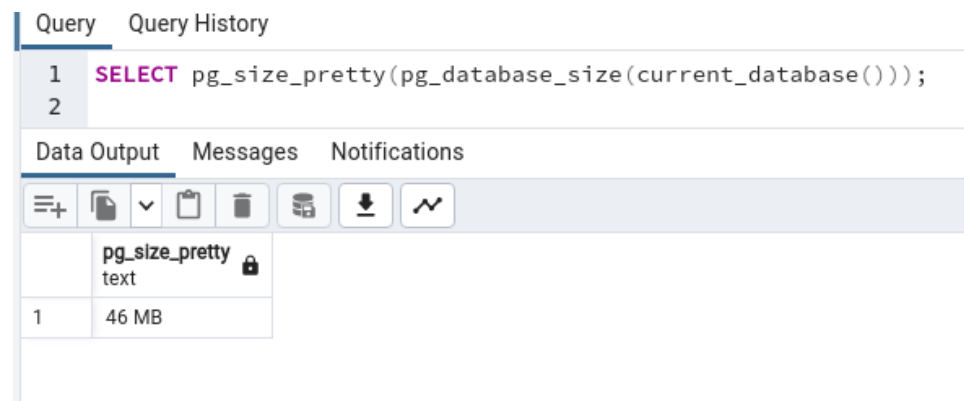 Query Query History
1 SELECT pg_size_pretty(pg_database_size(current_database()));
2
Data Output Messages Notifications
pg_size_pretty
text
1 46 MB